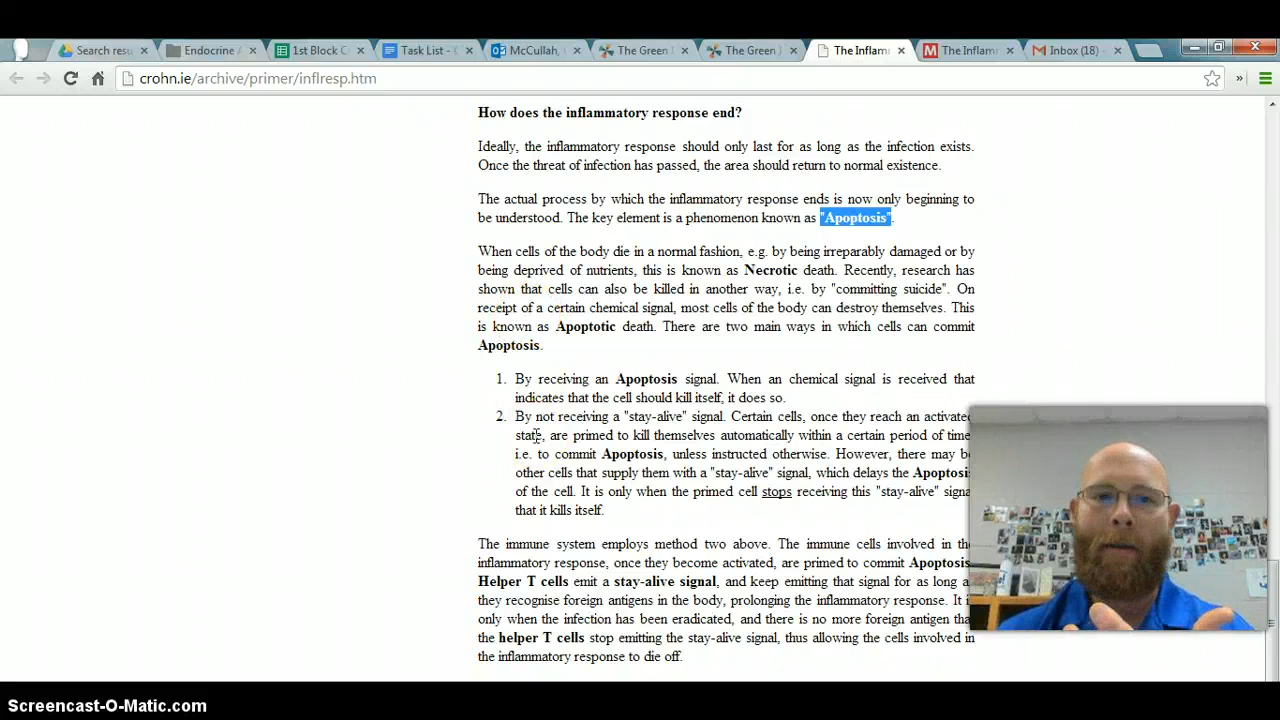 Search resu
Endocrine A
1st Block C
Task List - G
McCullah,
The Green
The Green
The Inflam
The Inflam
Inbox (18)
crohn.ie/archive/primer/inflresp.htm
How does the inflammatory response end?
Ideally, the inflammatory response should only last for as long as the infection exists.
Once the threat of infection has passed, the area should return to normal existence.
The actual process by which the inflammatory response ends is now only beginning to
be understood. The key element is a phenomenon known as "Apoptosis".
When cells of the body die in a normal fashion, e.g. by being irreparably damaged or by
being deprived of nutrients, this is known as Necrotic death. Recently, research has
shown that cells can also be killed in another way, i.e. by "committing suicide". On
receipt of a certain chemical signal, most cells of the body can destroy themselves. This
is known as Apoptotic death. There are two main ways in which cells can commit
Apoptosis.
1. By receiving an Apoptosis signal. When an chemical signal is received that
indicates that the cell should kill itself, it does so.
2. By not receiving a "stay-alive" signal. Certain cells, once they reach an activated
state, are primed to kill themselves automatically within a certain period of time,
i.e. to commit Apoptosis, unless instructed otherwise. However, there may be
other cells that supply them with a "stay-alive" signal, which delays the Apoptosi
of the cell. It is only when the primed cell stops receiving this "stay-alive" signa
that it kills itself.
The immune system employs method two above. The immune cells involved in the
inflammatory response, once they become activated, are primed to commit Apoptosis.
Helper T cells emit a stay-alive signal, and keep emitting that signal for as long a
they recognise foreign antigens in the body, prolonging the inflammatory response. It i
only when the infection has been eradicated, and there is no more foreign antigen tha
the helper T cells stop emitting the stay-alive signal, thus allowing the cells involved in
the inflammatory response to die off.
Screencast-O-Matic.com